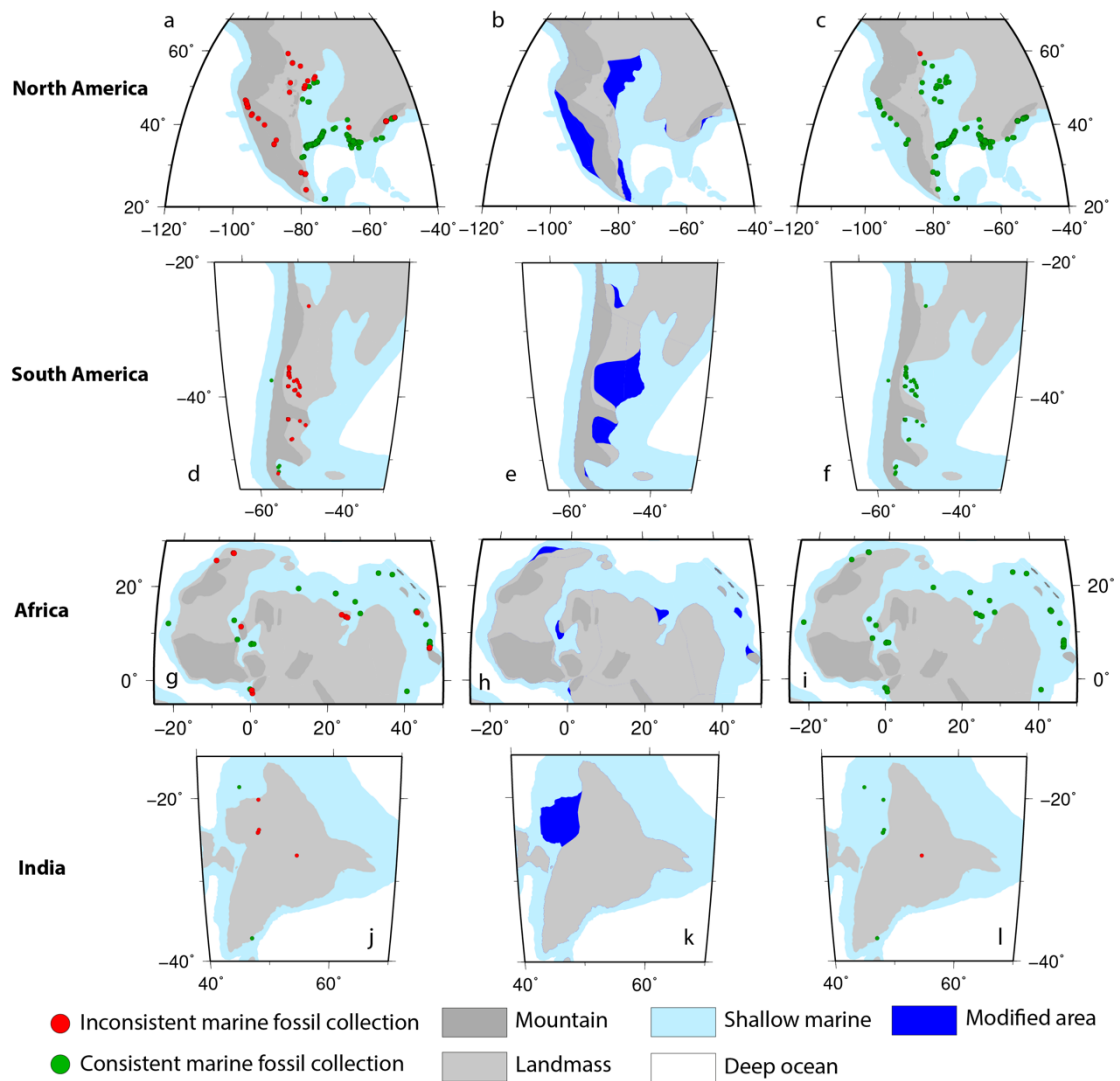 a b c
60˚ 60˚
North America
40˚ 40˚
20˚ 20˚
−120 −100 −80 −60 −40 −120 −100 −80 −60 −40 −120 −100 −80 −60 −40
−20˚ −20˚
South America
−40˚ −40˚
d e f
−60˚ −40˚ −60˚ −40˚ −60˚ −40˚
20˚ 20˚
Africa
0˚ g h i 0˚
−20˚ 0˚ 20˚ 40˚ −20˚ 0˚ 20˚ 40˚ −20˚ 0˚ 20˚ 40˚
−20˚ −20˚
India
j k l
−40˚ −40˚
40˚ 60˚ 40˚ 60˚ 40˚ 60˚
Inconsistent marine fossil collection Mountain Shallow marine Modified area
Consistent marine fossil collection Landmass Deep ocean